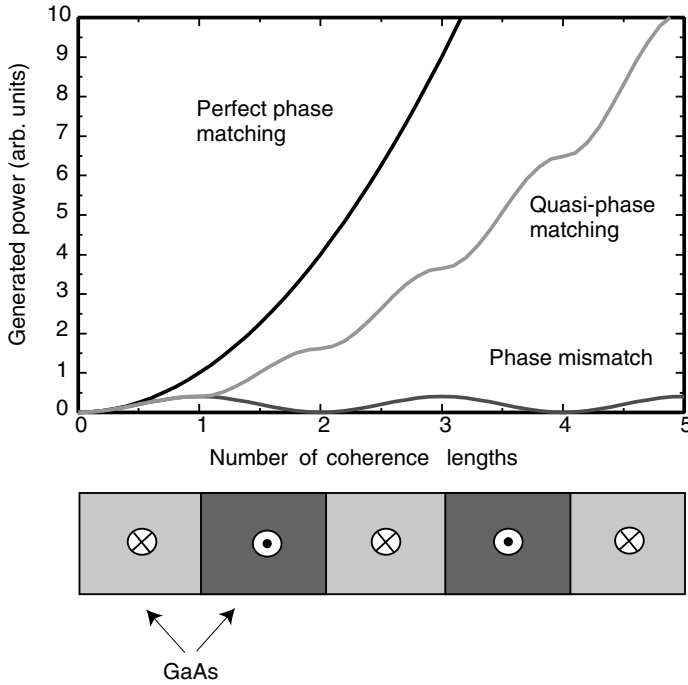 10
9
8
7
6
5
4
3
2
1
0
Generated power (arb. units)
Perfect phase
matching
Quasi-phase
matching
Phase mismatch
0 1 2 3 4 5
Number of coherence lengths
GaAs